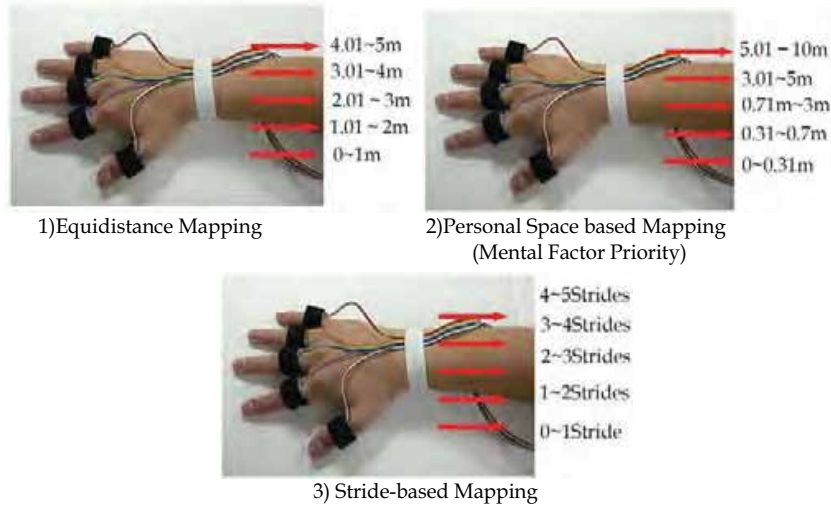 4.01~5m
3.01~4m
2.01 ~ 3m
1.01 ~ 2m
0~1m
1)Equidistance Mapping
5.01 ~ 10m
3.01~5m
0.71m~3m
0.31~0.7m
0~0.31m
2)Personal Space based Mapping
(Mental Factor Priority)
4~5Strides
3~4Strides
2~3Strides
1~2Strides
0~1Stride
3) Stride-based Mapping